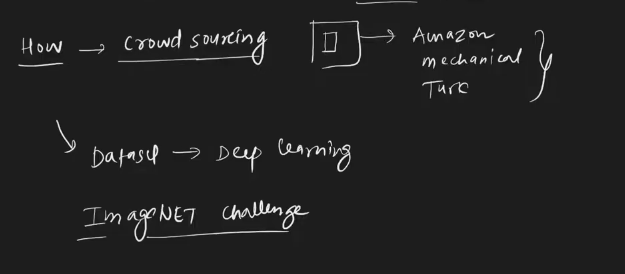 How → Crowd sourcing → Amazon
mechanical
Turk
Dataset → Deep learning
ImageNET challenge